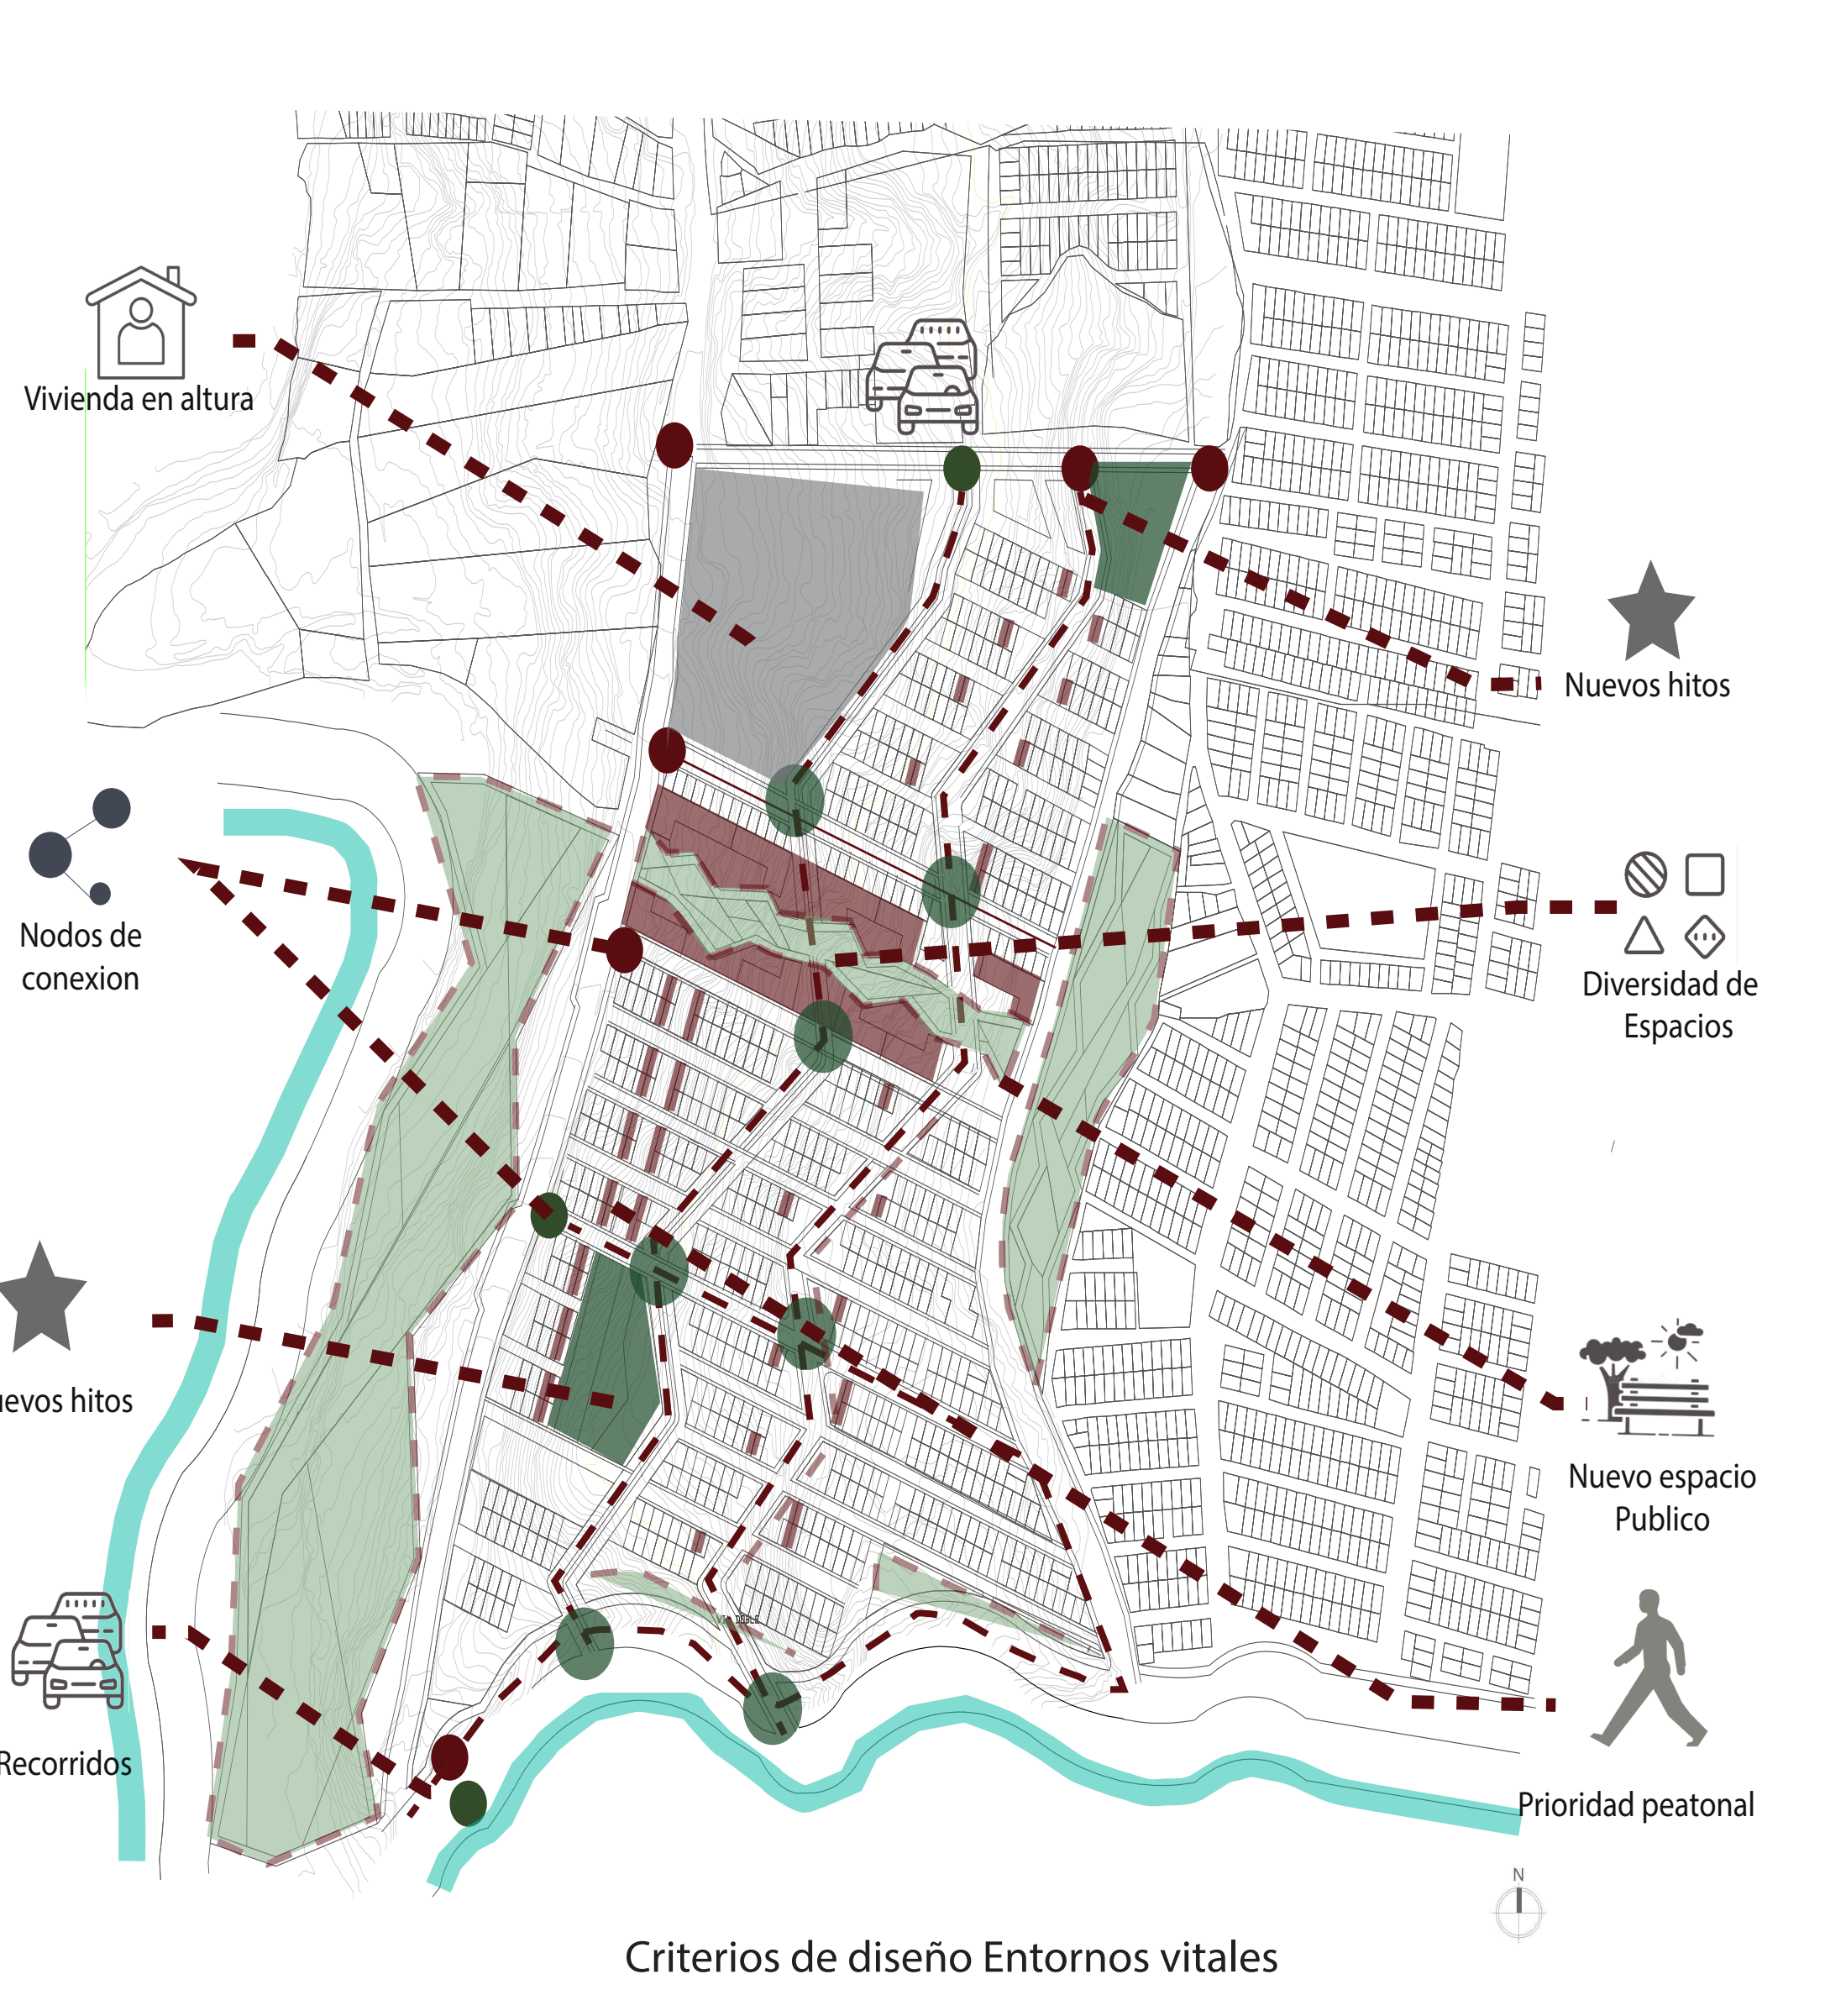 Vivienda en altura
Nuevos hitos
Nodos de
conexion
Diversidad de
Espacios
uevos hitos
Nuevo espacio
Publico
Recorridos
Prioridad peatonal
N
Criterios de diseño Entornos vitales